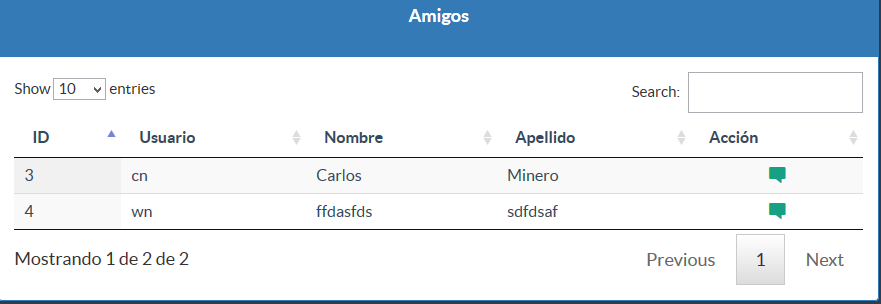 Amigos
Show 10 entries
Search:
ID Usuario Nombre Apellido Acción
3 cn Carlos Minero
4 wn ffdasfds sdfdsaf
Mostrando 1 de 2 de 2
Previous 1 Next